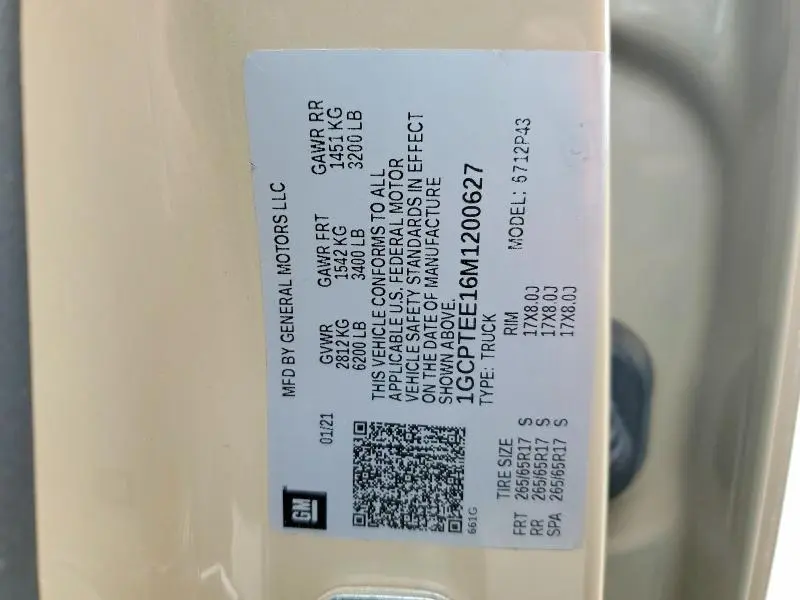 GM
01/21
MFD BY GENERAL MOTORS LLC
GVWR GAWR FRT GAWR RR
2812 KG 1542 KG 1451 KG
6200 LB 3400 LB 3200 LB
THIS VEHICLE CONFORMS TO ALL
APPLICABLE U.S. FEDERAL MOTOR
VEHICLE SAFETY STANDARDS IN EFFECT
ON THE DATE OF MANUFACTURE
SHOWN ABOVE.
1GCPTEE16M1200627
TYPE: TRUCK MODEL: 6712P43
661G
TIRE SIZE RIM
FRT 265/65R17 S 17X8.0J
RR 265/65R17 S 17X8.0J
SPA 265/65R17 S 17X8.0J